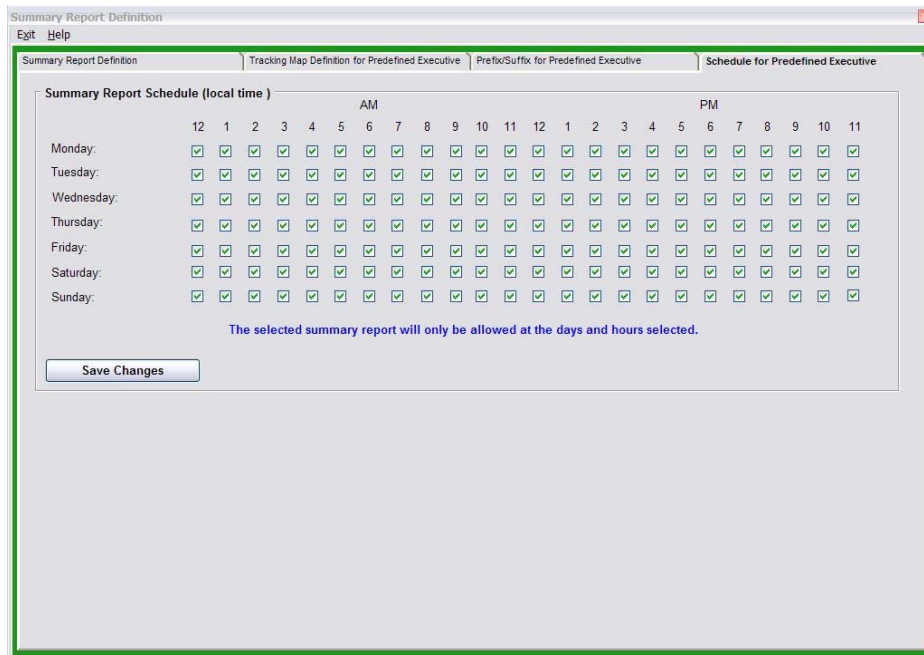 Summary Report Definition
Exit Help
Summary Report Definition Tracking Map Definition for Predefined Executive Prefix/Suffix for Predefined Executive Schedule for Predefined Executive
Summary Report Schedule (local time )
AM PM
12 1 2 3 4 5 6 7 8 9 10 11 12 1 2 3 4 5 6 7 8 9 10 11
Monday:
Tuesday:
Wednesday:
Thursday:
Friday:
Saturday:
Sunday:
The selected summary report will only be allowed at the days and hours selected.
Save Changes